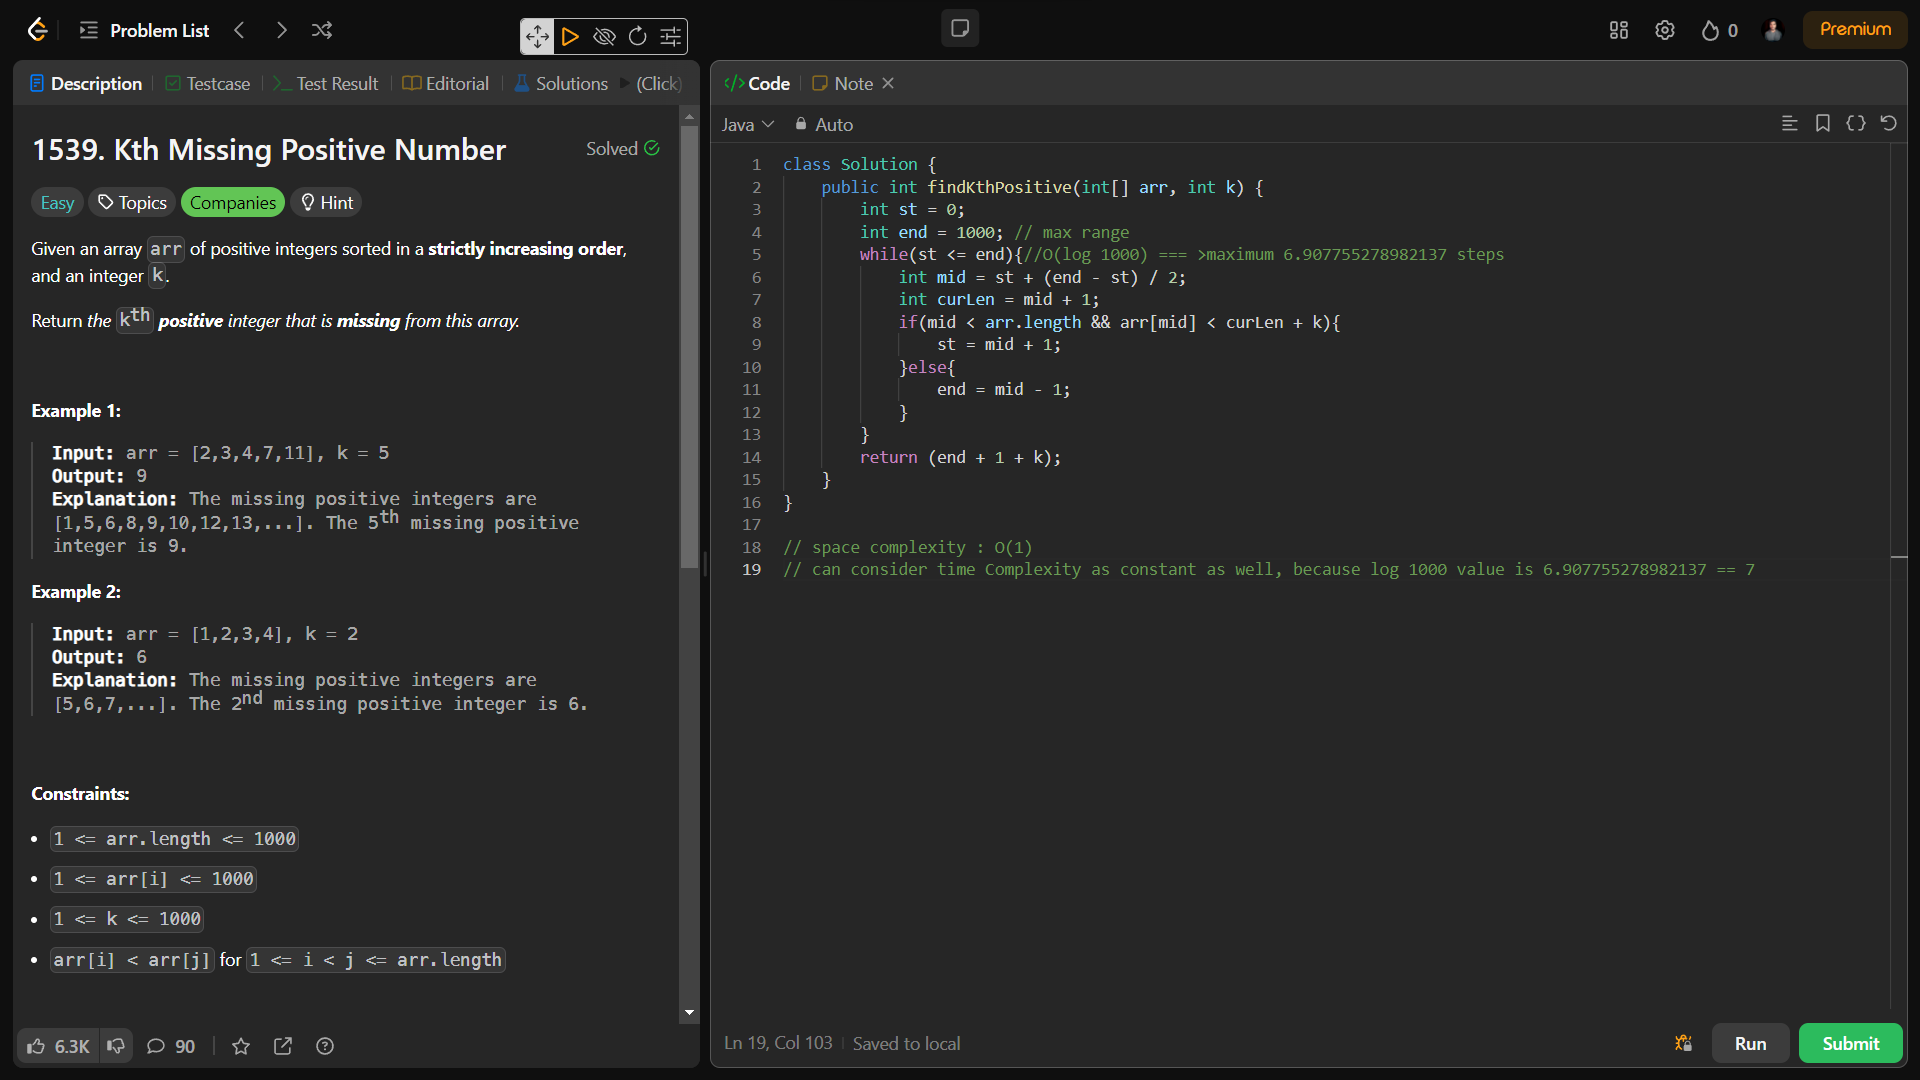 Problem List
0
Premium
Description
Testcase
Test Result
Editorial
Solutions
(Click)
1539. Kth Missing Positive Number
Solved
Easy
Topics
Companies
Hint
Given an array arr of positive integers sorted in a strictly increasing order,
and an integer k.
Return the kth positive integer that is missing from this array.
Example 1:
Input: arr = [2,3,4,7,11], k = 5
Output: 9
Explanation: The missing positive integers are
[1,5,6,8,9,10,12,13,...]. The 5th missing positive
integer is 9.
Example 2:
Input: arr = [1,2,3,4], k = 2
Output: 6
Explanation: The missing positive integers are
[5,6,7,...]. The 2nd missing positive integer is 6.
Constraints:
• 1 <= arr.length <= 1000
• 1 <= arr[i] <= 1000
• 1 <= k <= 1000
• arr[i] < arr[j] for 1 <= i < j <= arr.length
6.3K
90
</> Code
Note
Java
Auto
1 class Solution {
2 public int findKthPositive(int[] arr, int k) {
3 int st = 0;
4 int end = 1000; // max range
5 while(st <= end){//O(log 1000) === >maximum 6.907755278982137 steps
6 int mid = st + (end - st) / 2;
7 int curLen = mid + 1;
8 if(mid < arr.length && arr[mid] < curLen + k){
9 st = mid + 1;
10 }else{
11 end = mid - 1;
12 }
13 }
14 return (end + 1 + k);
15 }
16 }
17
18 // space complexity : O(1)
19 // can consider time Complexity as constant as well, because log 1000 value is 6.907755278982137 == 7
Ln 19, Col 103
Saved to local
Run
Submit